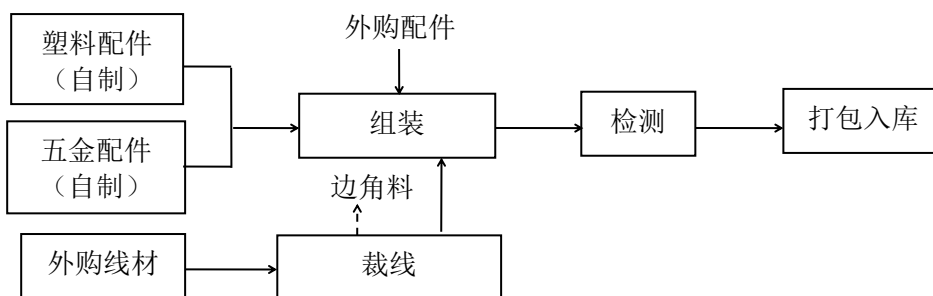 塑料配件
（自制）
外购配件
组装
检测
打包入库
五金配件
（自制）
边角料
外购线材
裁线